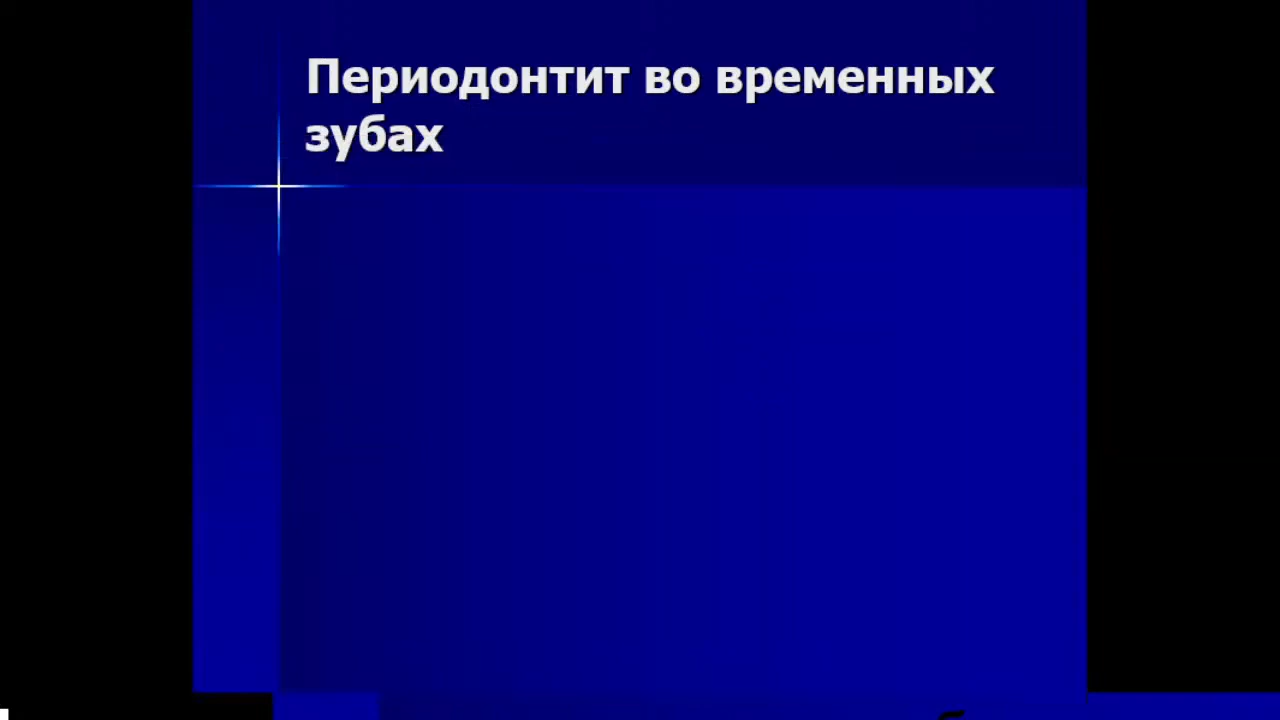 Периодонтит во временных
зубах